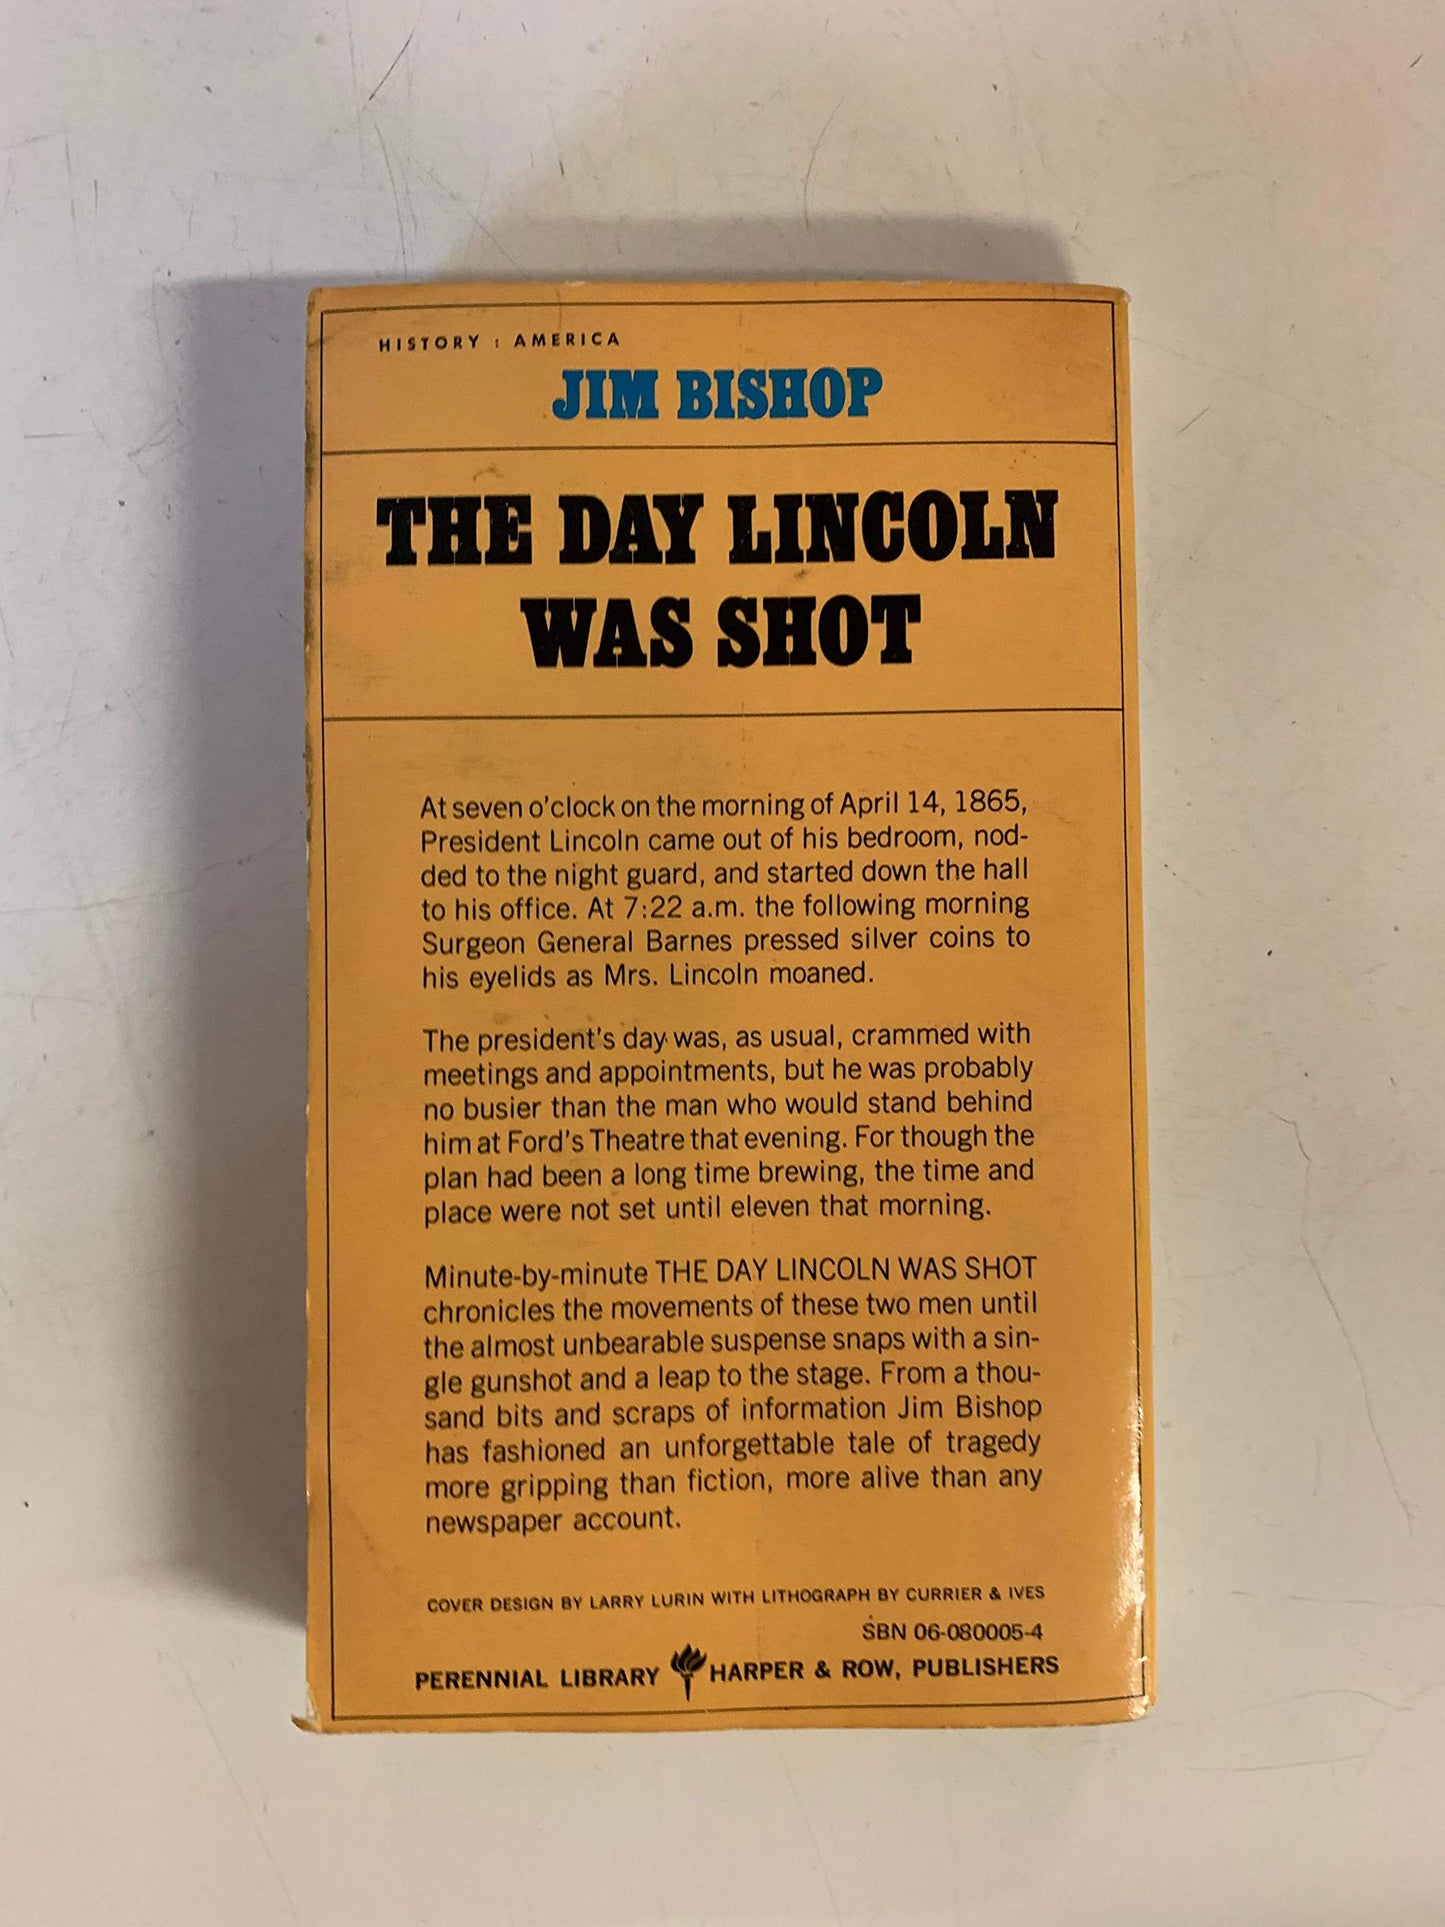 HISTORY : AMERICA
JIM BISHOP
THE DAY LINCOLN
WAS SHOT
At seven o'clock on the morning of April 14, 1865,
President Lincoln came out of his bedroom, nod-
ded to the night guard, and started down the hall
to his office. At 7:22 a.m. the following morning
Surgeon General Barnes pressed silver coins to
his eyelids as Mrs. Lincoln moaned.
The president's day was, as usual, crammed with
meetings and appointments, but he was probably
no busier than the man who would stand behind
him at Ford's Theatre that evening. For though the
plan had been a long time brewing, the time and
place were not set until eleven that morning.
Minute-by-minute THE DAY LINCOLN WAS SHOT
chronicles the movements of these two men until
the almost unbearable suspense snaps with a sin-
gle gunshot and a leap to the stage. From a thou-
sand bits and scraps of information Jim Bishop
has fashioned an unforgettable tale of tragedy
more gripping than fiction, more alive than any
newspaper account.
COVER DESIGN BY LARRY LURIN WITH LITHOGRAPH BY CURRIER & IVES
SBN 06-080005-4
PERENNIAL LIBRARY HARPER & ROW, PUBLISHERS